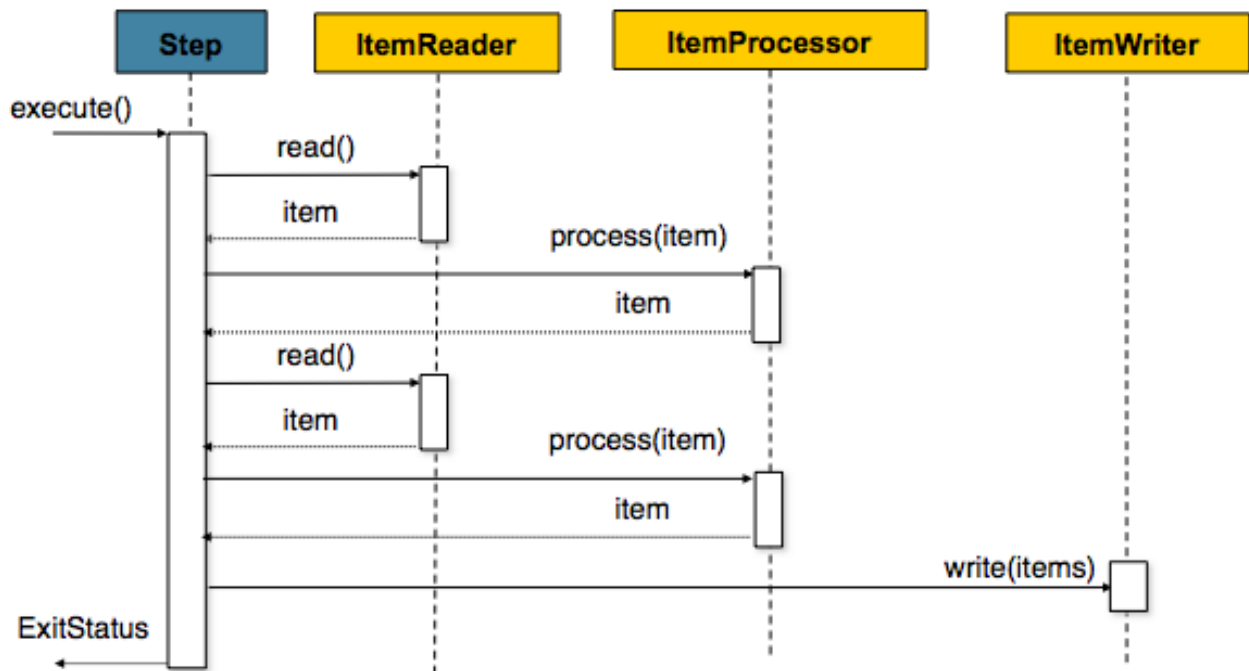 Step
ItemReader
ItemProcessor
ItemWriter
execute()
read()
item
process(item)
item
read()
item
process(item)
item
write(items)
ExitStatus